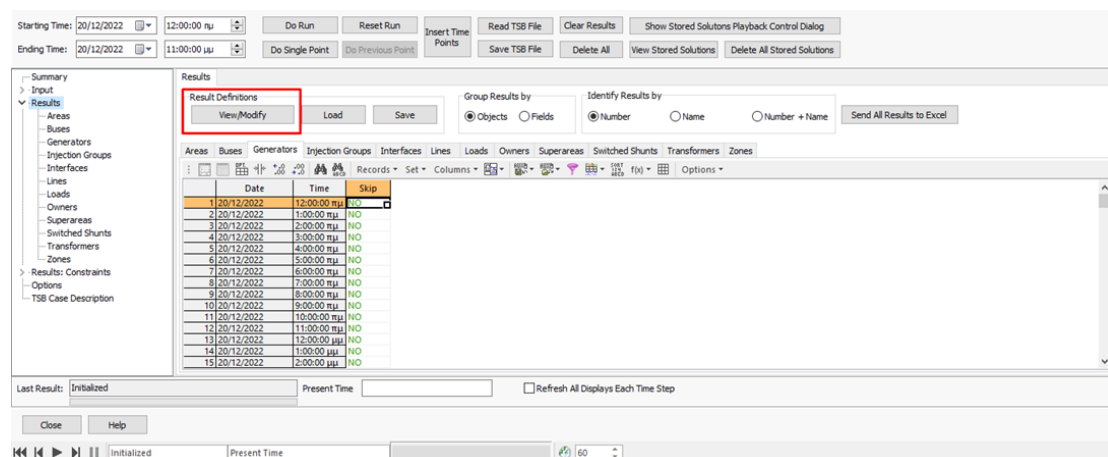 Starting Time: 20/12/2022 12:00:00 πμ Do Run Reset Run Insert Time Points Read TSB File Clear Results Show Stored Solutons Playback Control Dialog
Ending Time: 20/12/2022 11:00:00 μμ Do Single Point Do Previous Point Save TSB File Delete All View Stored Solutions Delete All Stored Solutions
Summary
Input
Results
Areas
Buses
Generators
Injection Groups
Interfaces
Lines
Loads
Owners
Superareas
Switched Shunts
Transformers
Zones
Results: Constraints
Options
TSB Case Description
Results
Result Definitions Group Results by Identify Results by
View/Modify Load Save Objects Fields Number Name Number + Name Send All Results to Excel
Areas Buses Generators Injection Groups Interfaces Lines Loads Owners Superareas Switched Shunts Transformers Zones
Records Set Columns f(x) Options
Date Time Skip
1 20/12/2022 12:00:00 πμ NO
2 20/12/2022 1:00:00 πμ NO
3 20/12/2022 2:00:00 πμ NO
4 20/12/2022 3:00:00 πμ NO
5 20/12/2022 4:00:00 πμ NO
6 20/12/2022 5:00:00 πμ NO
7 20/12/2022 6:00:00 πμ NO
8 20/12/2022 7:00:00 πμ NO
9 20/12/2022 8:00:00 πμ NO
10 20/12/2022 9:00:00 πμ NO
11 20/12/2022 10:00:00 πμ NO
12 20/12/2022 11:00:00 πμ NO
13 20/12/2022 12:00:00 μμ NO
14 20/12/2022 1:00:00 μμ NO
15 20/12/2022 2:00:00 μμ NO
Last Result: Initialized Present Time Refresh All Displays Each Time Step
Close Help
Initialized Present Time 60